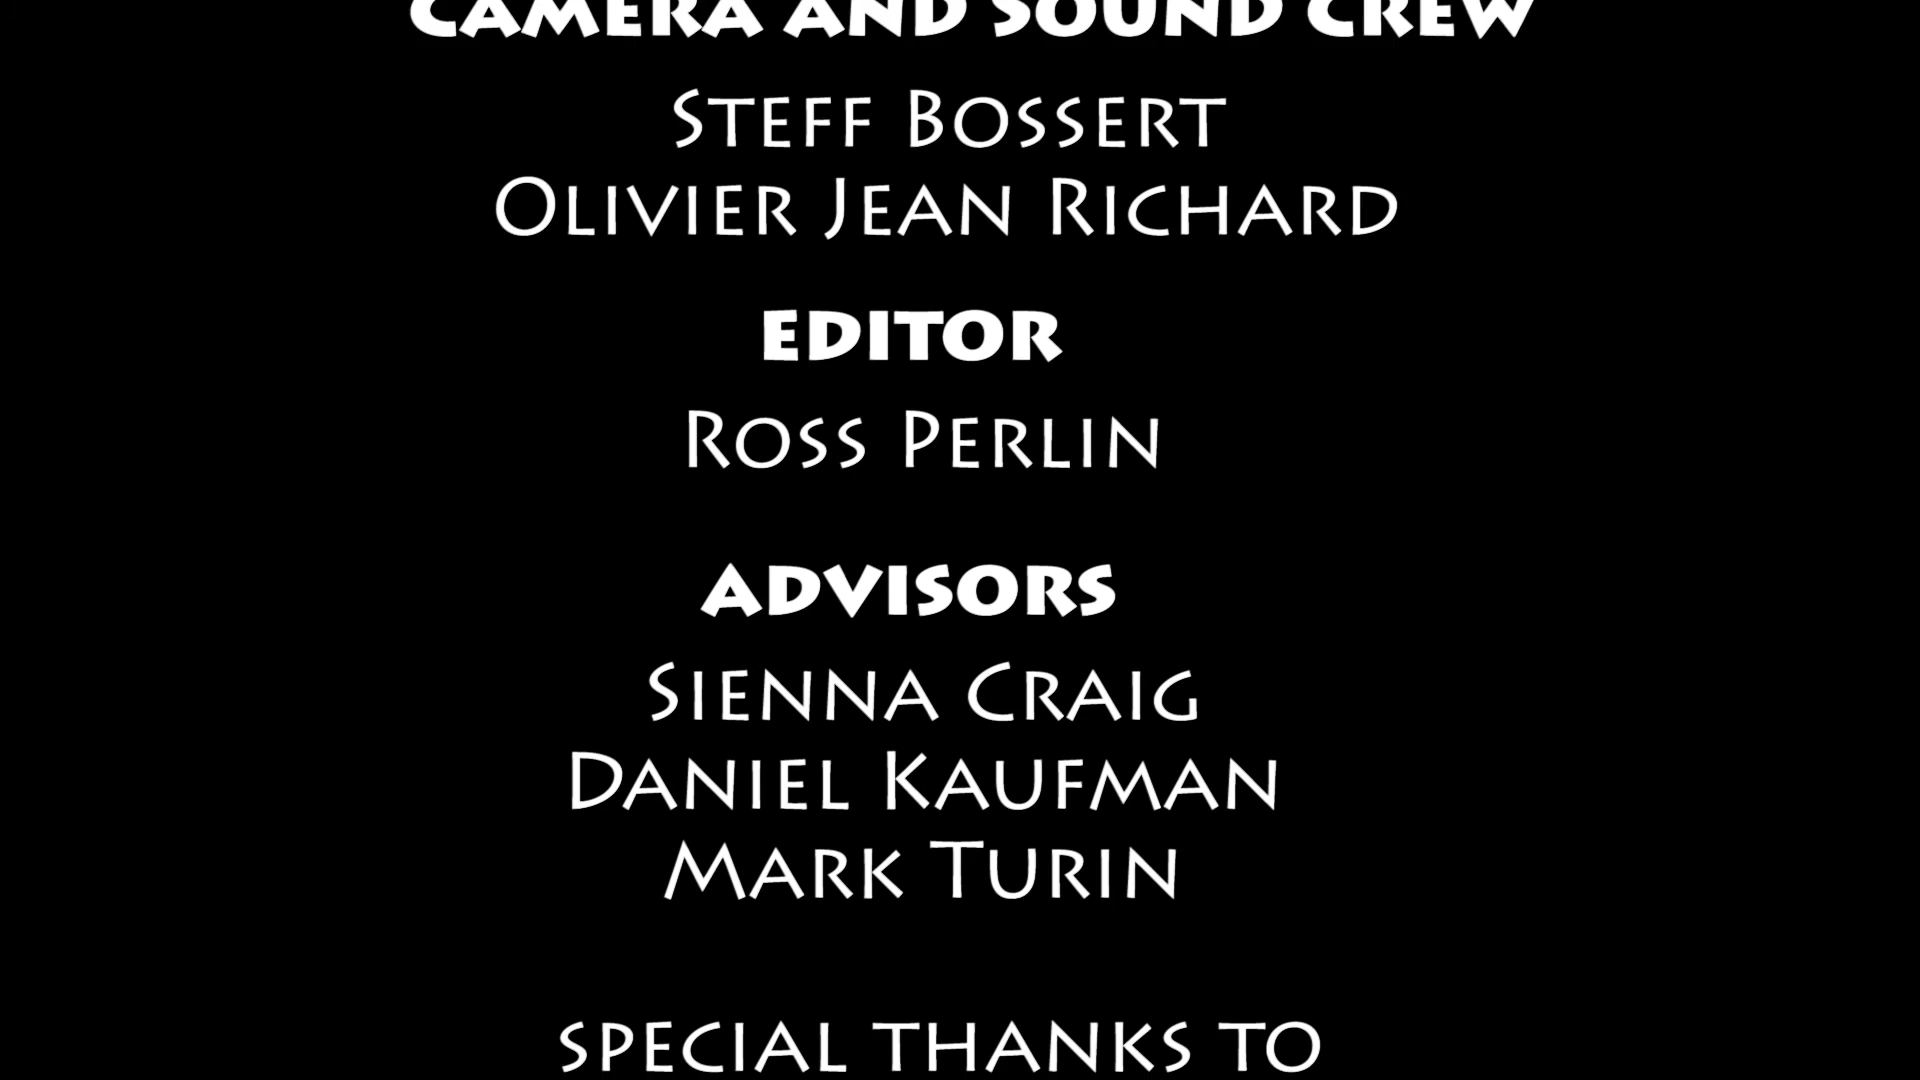 CAMERA AND SOUND CREW
STEFF BOSSERT
OLIVIER JEAN RICHARD
EDITOR
ROSS PERLIN
ADVISORS
SIENNA CRAIG
DANIEL KAUFMAN
MARK TURIN
SPECIAL THANKS TO